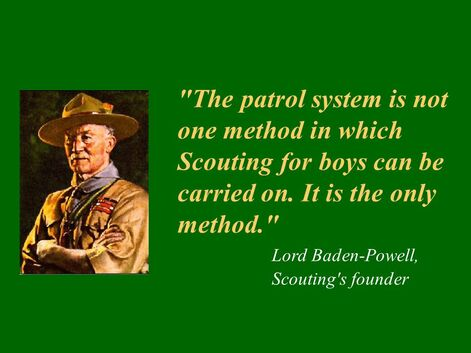 "The patrol system is not
one method in which
Scouting for boys can be
carried on. It is the only
method."
Lord Baden-Powell,
Scouting's founder